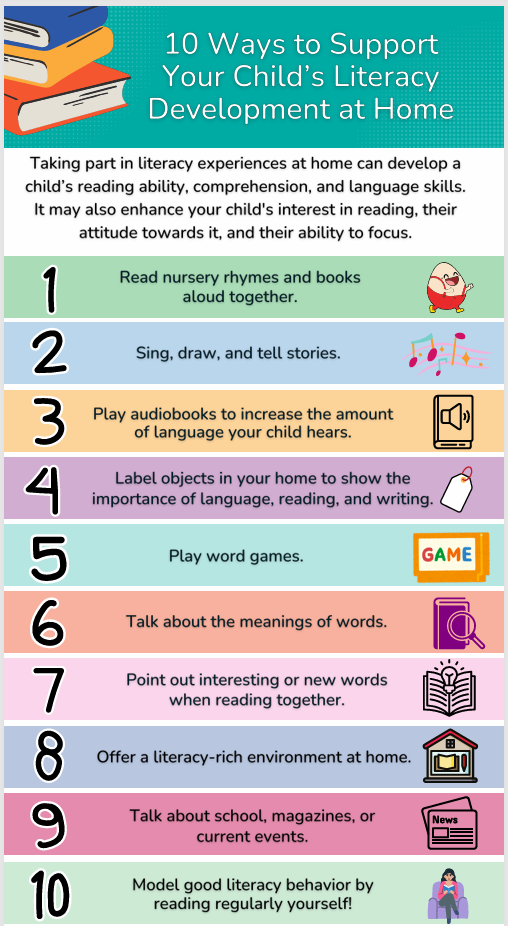 10 Ways to Support
Your Child's Literacy
Development at Home
Taking part in literacy experiences at home can develop a
child's reading ability, comprehension, and language skills.
It may also enhance your child's interest in reading, their
attitude towards it, and their ability to focus.
1
Read nursery rhymes and books
aloud together.
2
Sing, draw, and tell stories.
3
Play audiobooks to increase the amount
of language your child hears.
4
Label objects in your home to show the
importance of language, reading, and writing.
5
Play word games.
GAME
6
Talk about the meanings of words.
7
Point out interesting or new words
when reading together.
8
Offer a literacy-rich environment at home.
9
Talk about school, magazines, or
current events.
News
10
Model good literacy behavior by
reading regularly yourself!